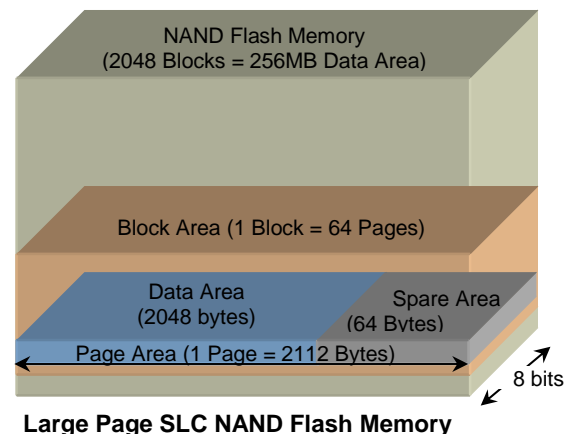 NAND Flash Memory
(2048 Blocks = 256MB Data Area)
Block Area (1 Block = 64 Pages)
Data Area
(2048 bytes)
Spare Area
(64 Bytes)
Page Area (1 Page = 2112 Bytes)
8 bits
Large Page SLC NAND Flash Memory